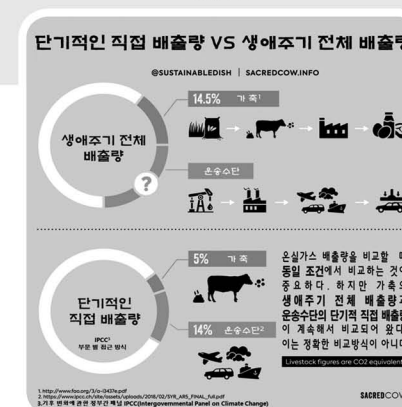 단기적인 직접 배출량 VS 생애주기 전체 배출량
@SUSTAINABLEDISH | SACREDCOW.INFO
14.5% 가축¹
생애주기 전체
배출량
?
운송수단
5% 가축
단기적인
직접 배출량
IPCC³
부문별 접근 방식
14% 운송수단²
온실가스 배출량을 비교할
동일 조건에서 비교하는 것이
중요하다. 하지만 가축의
생애주기 전체 배출량과
운송수단의 단기적 직접 배출량
이 계속해서 비교되어 왔다.
이는 정확한 비교방식이 아니다
Livestock figures are CO2 equivalent
1. http://www.fao.org/3/a-i3437e.pdf
2. https://www.ipcc.ch/site/assets/uploads/2018/02/SYR_AR5_FINAL_full.pdf
3.기후 변화에 관한 정부간 패널 IPCC(Intergovernmental Panel on Climate Change)
SACREDCOW